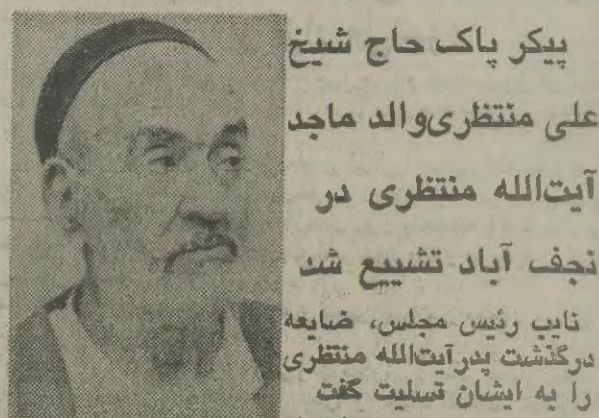 پیکر پاک حاج شیخ
علی منتظری والد ماجد
آیت‌الله منتظری در
نجف آباد تشییع شد
نایب رئیس مجلس، ضایعه
درگذشت پدر آیت‌الله منتظری
را به ایشان تسلیت گفت